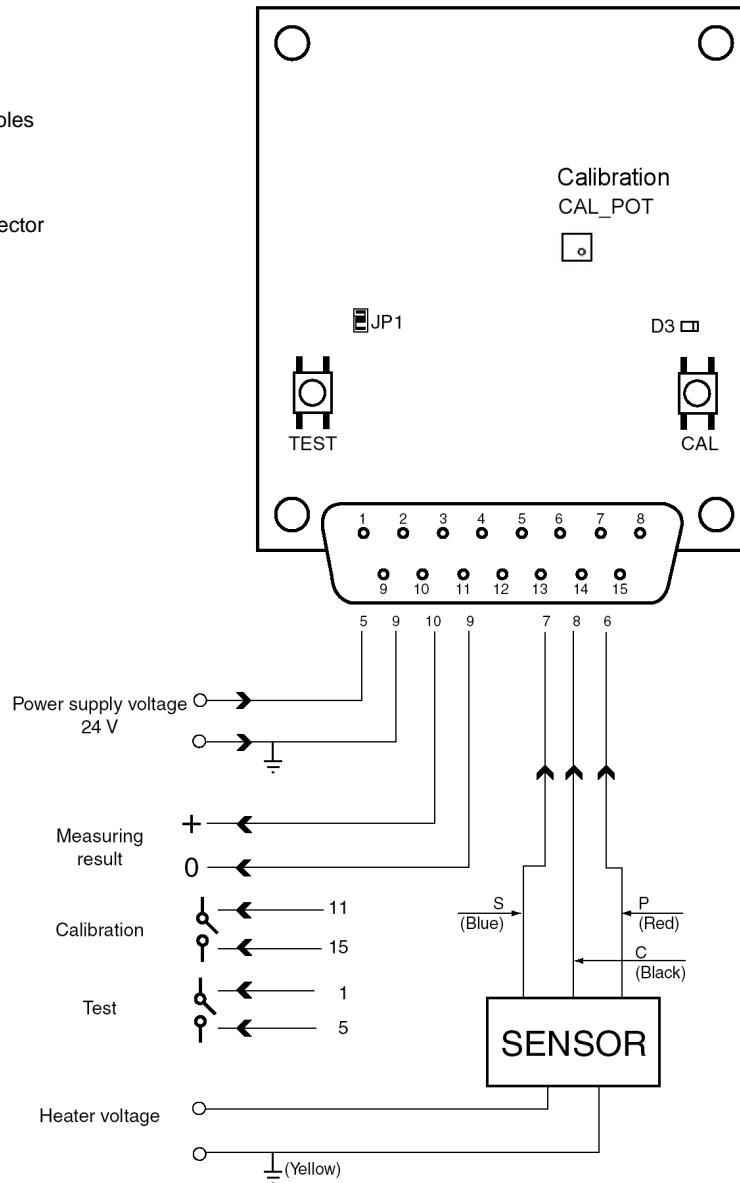 Calibration
CAL_POT
JP1
D3
TEST
CAL
1 2 3 4 5 6 7 8
9 10 11 12 13 14 15
5 9 10 9 7 8 6
Power supply voltage
24 V
Measuring
result
+
0
Calibration
11
15
Test
1
5
S
(Blue)
P
(Red)
C
(Black)
SENSOR
Heater voltage
(Yellow)